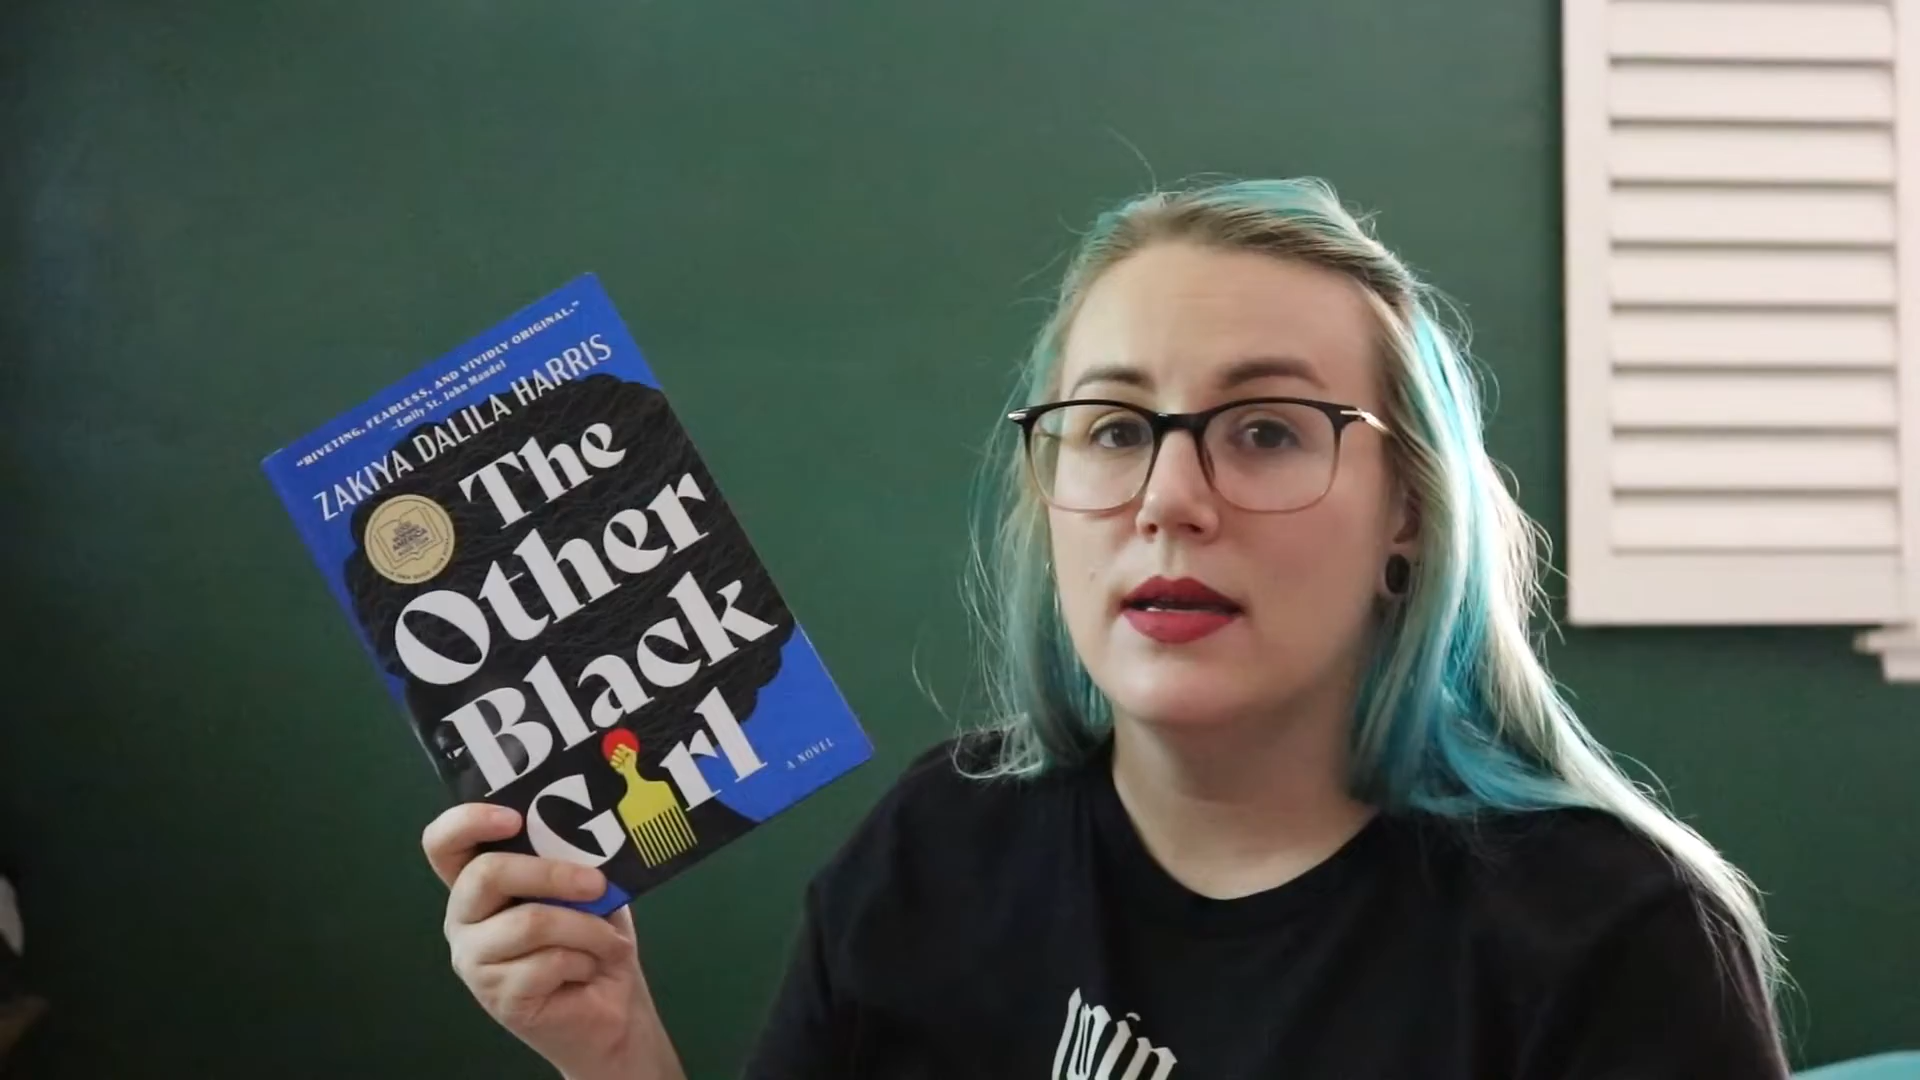 “RIVETING, FEARLESS, AND VIVIDLY ORIGINAL.”
—Emily St. John Mandel
ZAKIYA DALILA HARRIS
The
Other
Black
Girl
A NOVEL